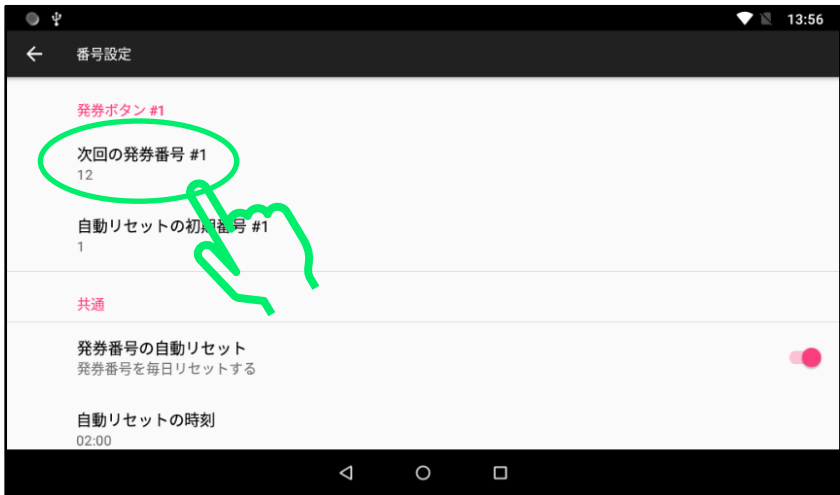 13:56
番号設定
発券ボタン #1
次回の発券番号 #1
12
自動リセットの初期番号 #1
1
共通
発券番号の自動リセット
発券番号を毎日リセットする
自動リセットの時刻
02:00